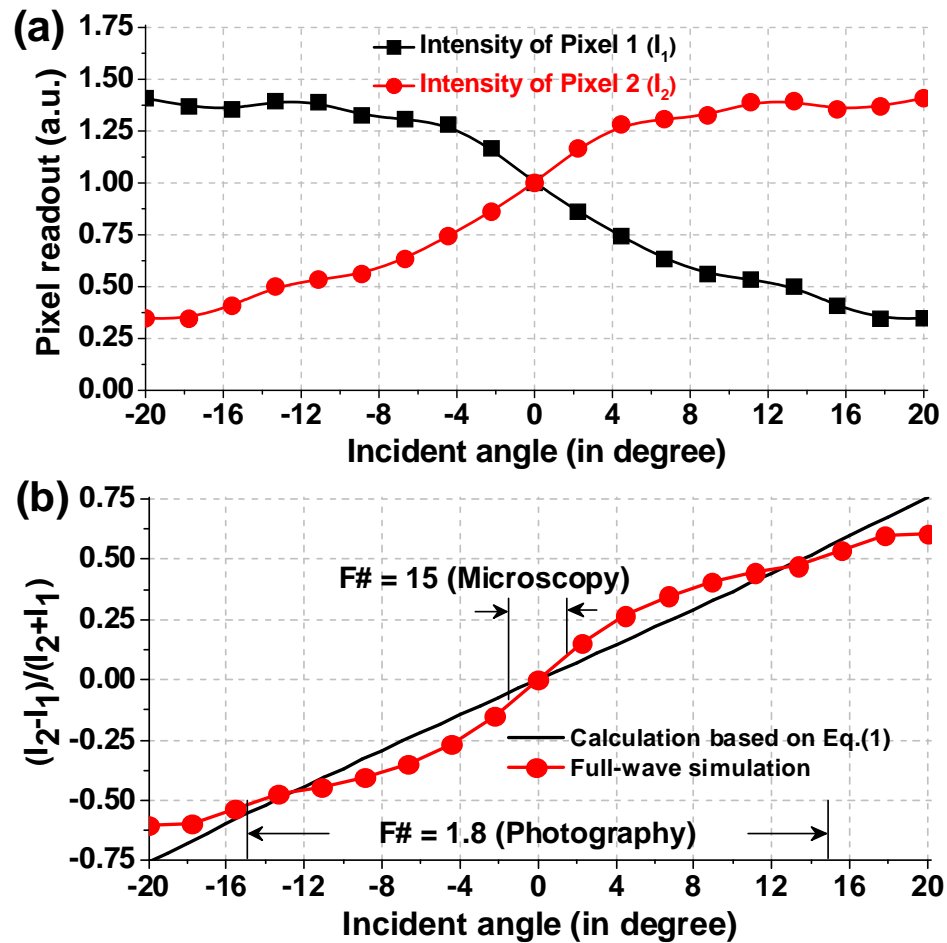 (a)
Pixel readout (a.u.)
1.75
1.50
1.25
1.00
0.75
0.50
0.25
0.00
Intensity of Pixel 1 (I₁)
Intensity of Pixel 2 (I₂)
-20 -16 -12 -8 -4 0 4 8 12 16 20
Incident angle (in degree)
(b)
(I₂-I₁)/(I₂+I₁)
0.75
0.50
0.25
0.00
-0.25
-0.50
-0.75
F# = 15 (Microscopy)
Calculation based on Eq.(1)
Full-wave simulation
F# = 1.8 (Photography)
-20 -16 -12 -8 -4 0 4 8 12 16 20
Incident angle (in degree)